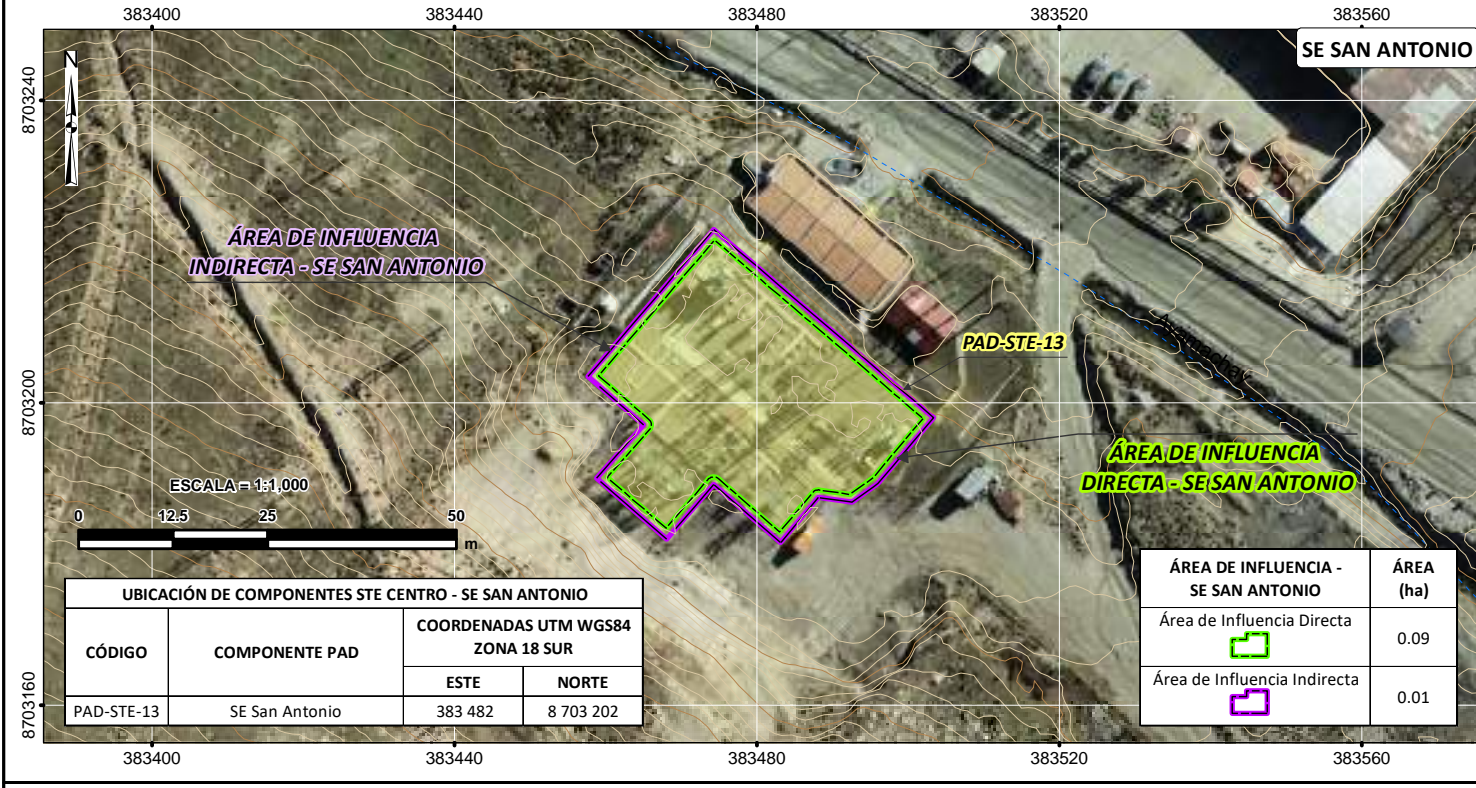 383400 383440 383480 383520 383560
SE SAN ANTONIO
N
8703240
8703200
8703160
ÁREA DE INFLUENCIA
INDIRECTA - SE SAN ANTONIO
PAD-STE-13
ÁREA DE INFLUENCIA
DIRECTA - SE SAN ANTONIO
ESCALA = 1:1,000
0 12.5 25 50
m
UBICACIÓN DE COMPONENTES STE CENTRO - SE SAN ANTONIO
CÓDIGO COMPONENTE PAD COORDENADAS UTM WGS84
ZONA 18 SUR
ESTE NORTE
PAD-STE-13 SE San Antonio 383 482 8 703 202
ÁREA DE INFLUENCIA -
SE SAN ANTONIO
ÁREA
(ha)
Área de Influencia Directa
0.09
Área de Influencia Indirecta
0.01
383400 383440 383480 383520 383560